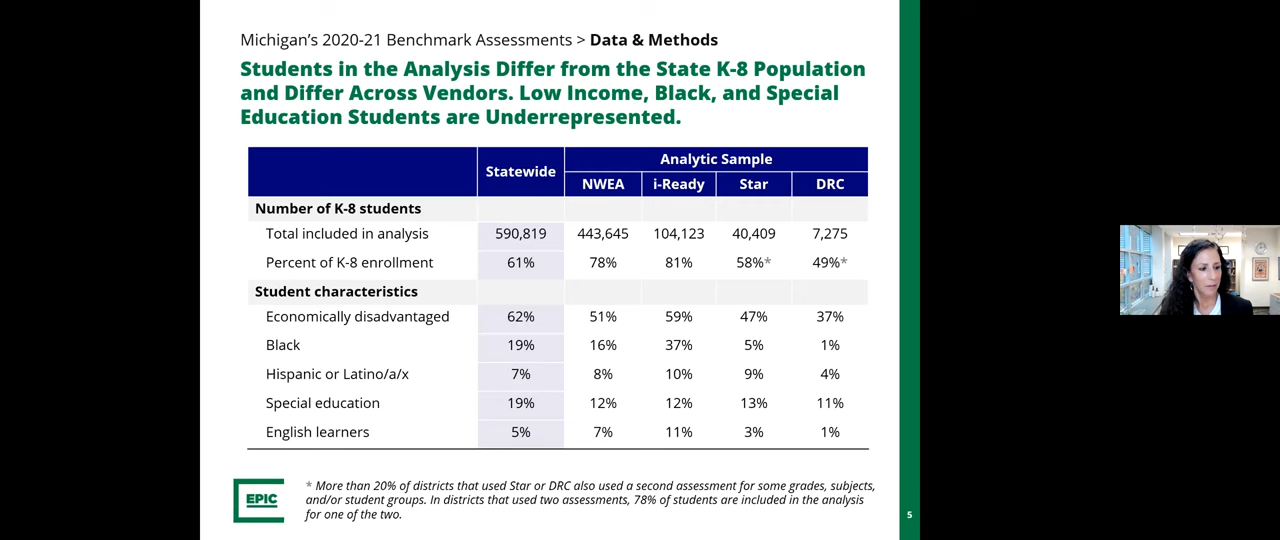 Michigan's 2020-21 Benchmark Assessments > Data & Methods
Students in the Analysis Differ from the State K-8 Population
and Differ Across Vendors. Low Income, Black, and Special
Education Students are Underrepresented.
Statewide Analytic Sample
NWEA i-Ready Star DRC
Number of K-8 students
Total included in analysis 590,819 443,645 104,123 40,409 7,275
Percent of K-8 enrollment 61% 78% 81% 58%* 49%*
Student characteristics
Economically disadvantaged 62% 51% 59% 47% 37%
Black 19% 16% 37% 5% 1%
Hispanic or Latino/a/x 7% 8% 10% 9% 4%
Special education 19% 12% 12% 13% 11%
English learners 5% 7% 11% 3% 1%
* More than 20% of districts that used Star or DRC also used a second assessment for some grades, subjects,
and/or student groups. In districts that used two assessments, 78% of students are included in the analysis
for one of the two.
EPIC
5